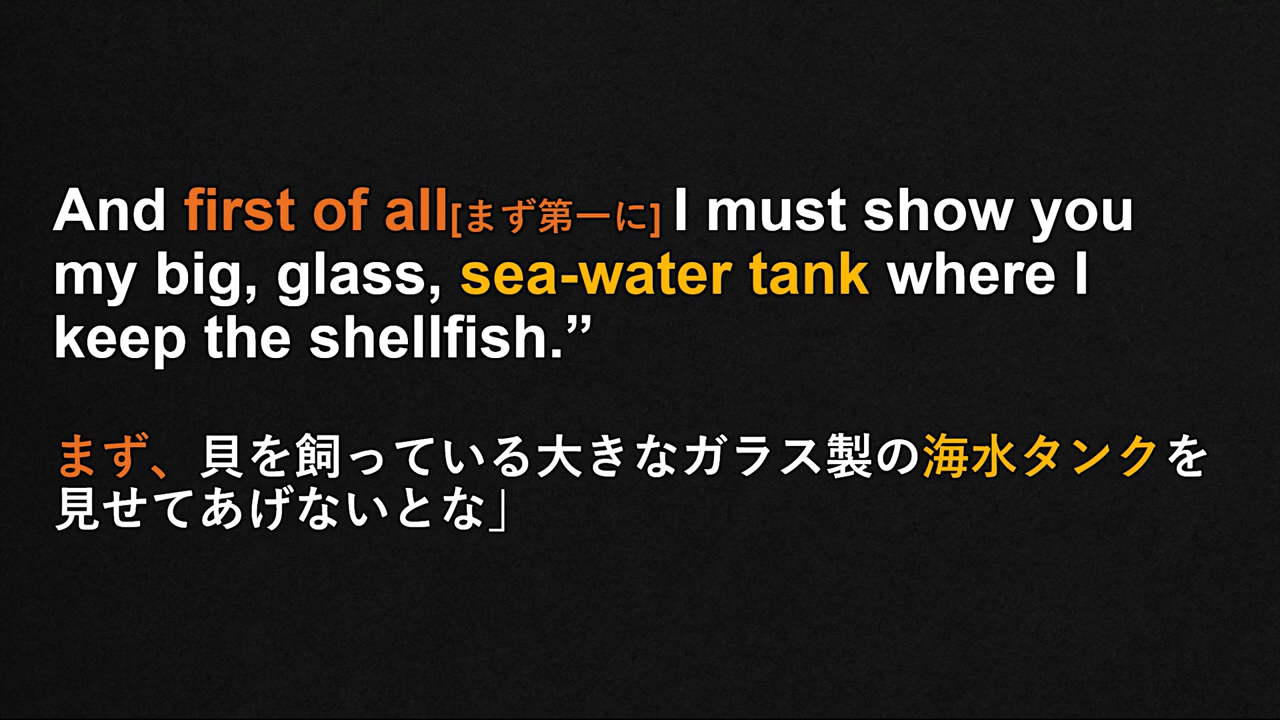 And first of all[まず第一に] I must show you
my big, glass, sea-water tank where I
keep the shellfish.”
まず、貝を飼っている大きなガラス製の海水タンクを
見せてあげないとな」